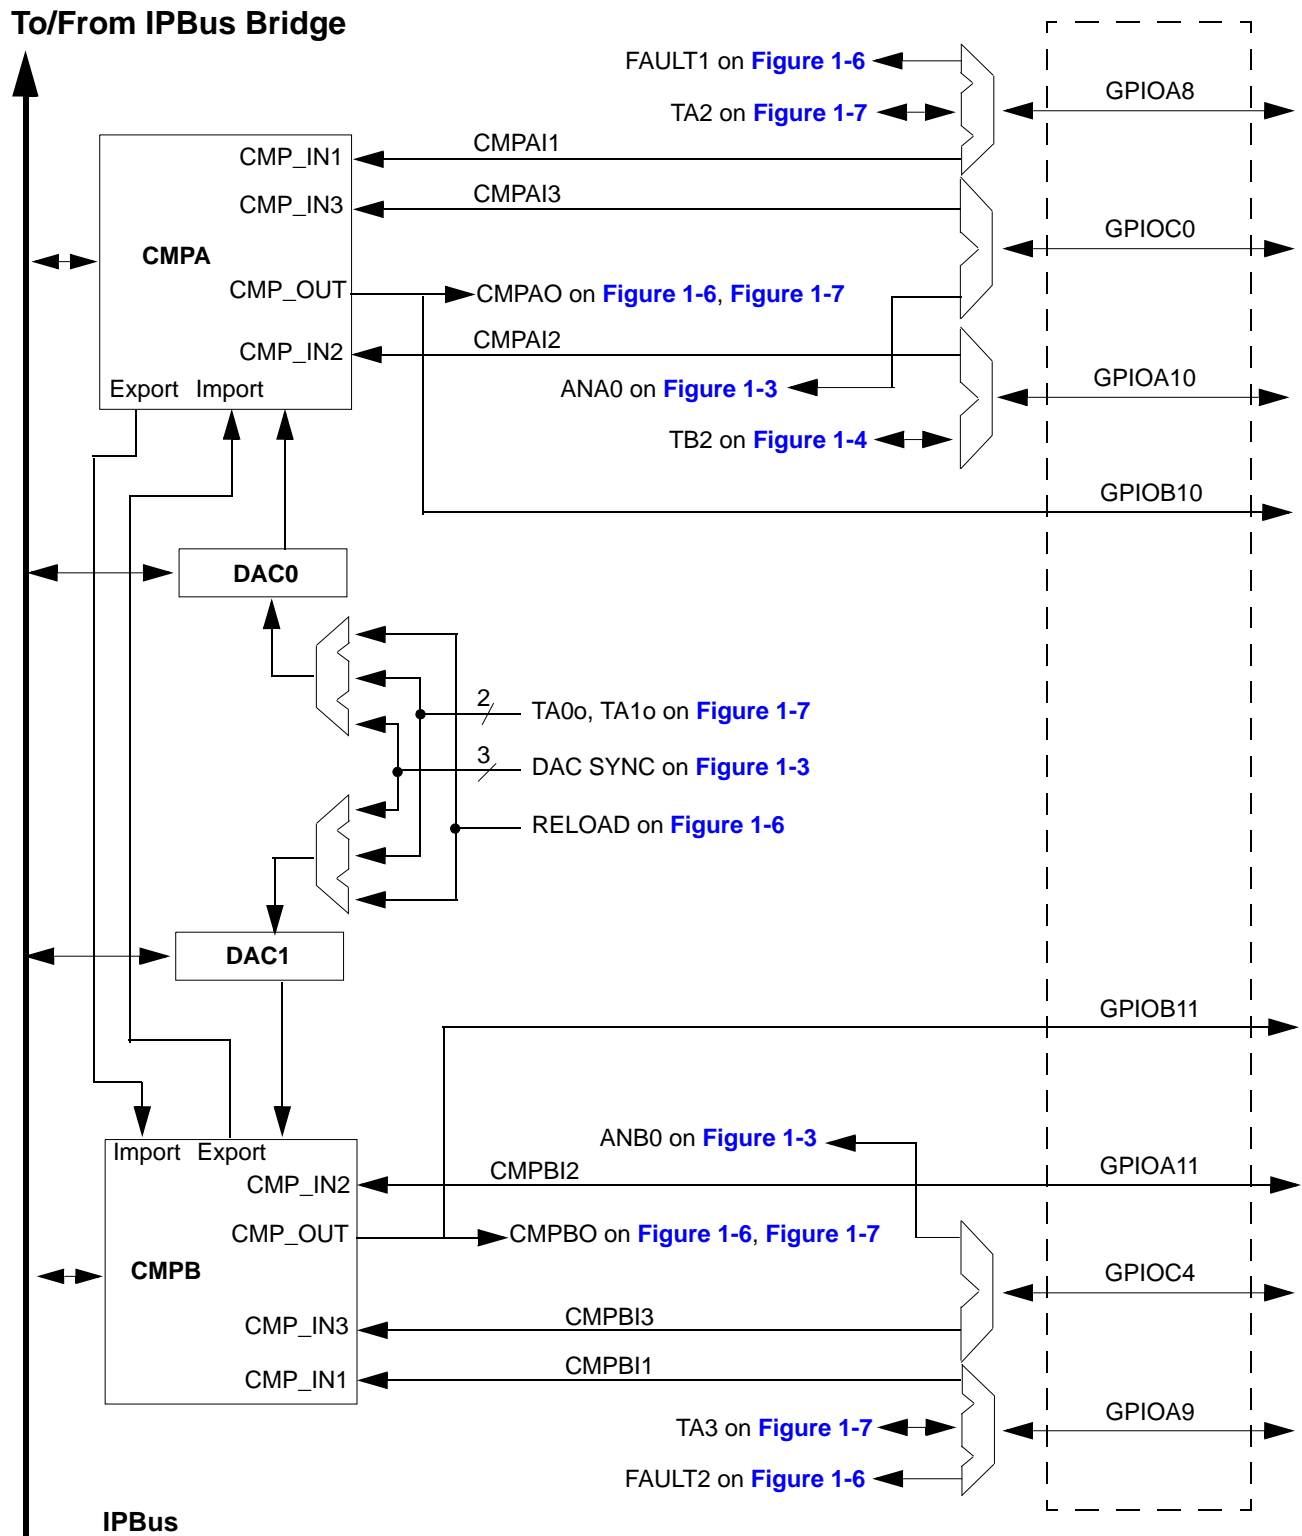 To/From IPBus Bridge
FAULT1 on Figure 1-6
GPIOA8
TA2 on Figure 1-7
CMPAI1
CMP_IN1
CMPAI3
CMP_IN3
GPIOC0
CMPA
CMP_OUT
CMPAO on Figure 1-6, Figure 1-7
CMPAI2
CMP_IN2
Export Import
ANA0 on Figure 1-3
GPIOA10
TB2 on Figure 1-4
GPIOB10
DAC0
2
TA0o, TA1o on Figure 1-7
3
DAC SYNC on Figure 1-3
RELOAD on Figure 1-6
DAC1
GPIOB11
Import Export
ANB0 on Figure 1-3
CMPBI2
GPIOA11
CMP_IN2
CMP_OUT
CMPBO on Figure 1-6, Figure 1-7
CMPB
GPIOC4
CMPBI3
CMP_IN3
CMPBI1
CMP_IN1
GPIOA9
TA3 on Figure 1-7
FAULT2 on Figure 1-6
IPBus